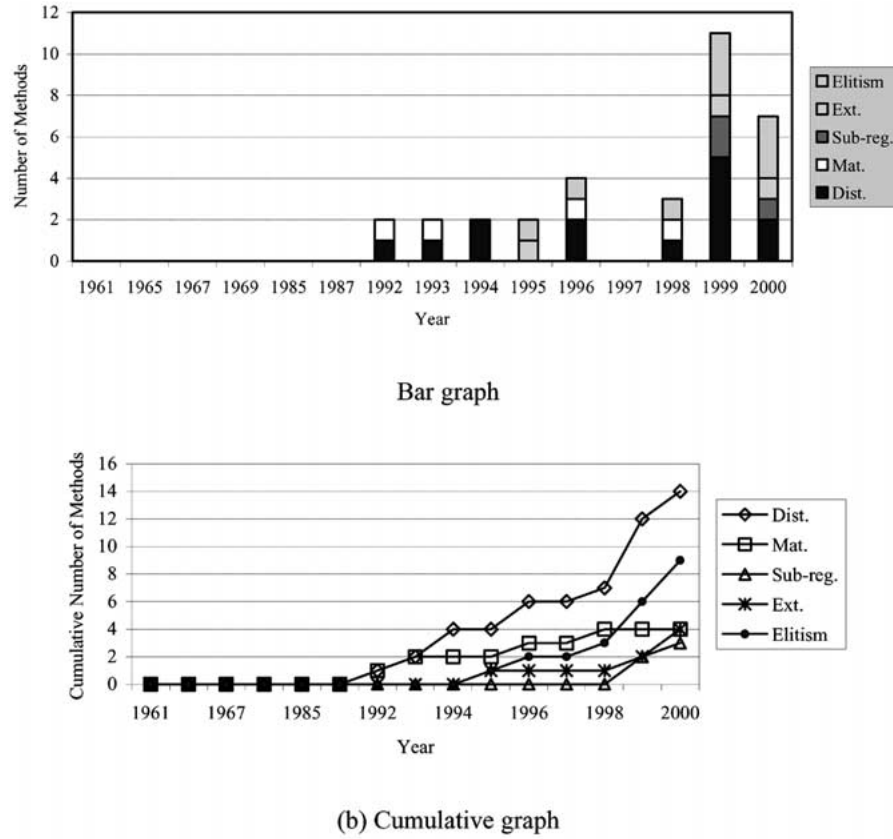 12
10
8
6
4
2
0
Number of Methods
1961 1965 1967 1969 1985 1987 1992 1993 1994 1995 1996 1997 1998 1999 2000
Year
Elitism
Ext.
Sub-reg.
Mat.
Dist.
Bar graph
16
14
12
10
8
6
4
2
0
Cumulative Number of Methods
1961 1967 1985 1992 1994 1996 1998 2000
Year
Dist.
Mat.
Sub-reg.
Ext.
Elitism
(b) Cumulative graph